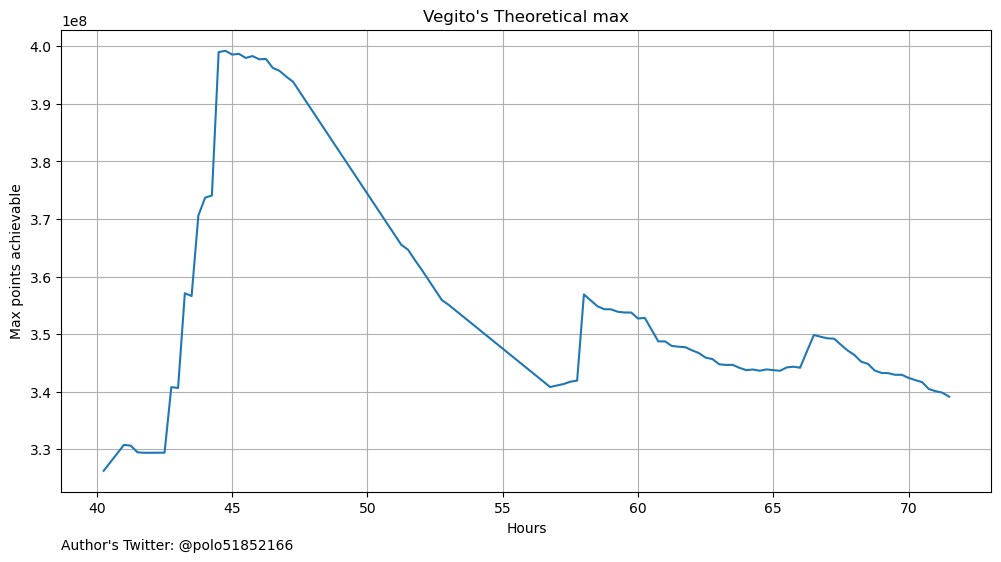 Vegito's Theoretical max
1e8
4.0
3.9
3.8
3.7
3.6
3.5
3.4
3.3
Max points achievable
40 45 50 55 60 65 70
Hours
Author's Twitter: @polo51852166